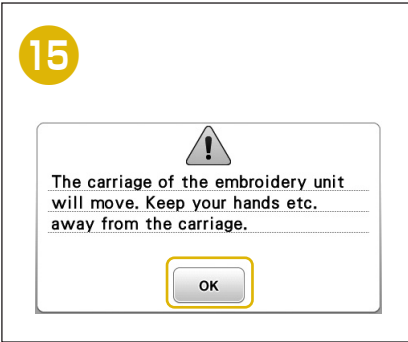 15
The carriage of the embroidery unit
will move. Keep your hands etc.
away from the carriage.
OK